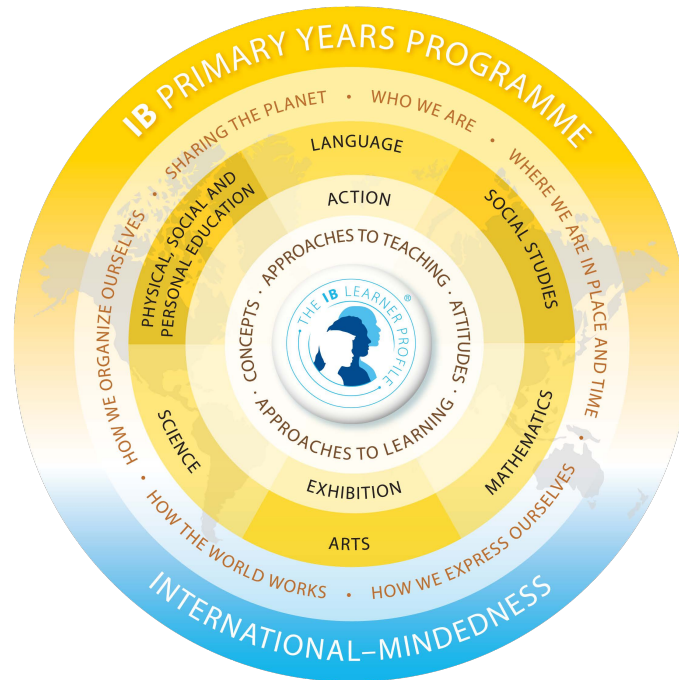 IB PRIMARY YEARS PROGRAMME
SHARING THE PLANET
•
WHO WE ARE
•
WHERE WE ARE IN PLACE AND TIME
•
HOW WE EXPRESS OURSELVES
•
HOW THE WORLD WORKS
•
HOW WE ORGANIZE OURSELVES
•
LANGUAGE
SOCIAL STUDIES
MATHEMATICS
ARTS
SCIENCE
PHYSICAL, SOCIAL AND
PERSONAL EDUCATION
ACTION
EXHIBITION
APPROACHES TO TEACHING ·
ATTITUDES ·
APPROACHES TO LEARNING ·
CONCEPTS ·
• THE IB LEARNER PROFILE •
®
INTERNATIONAL–MINDEDNESS